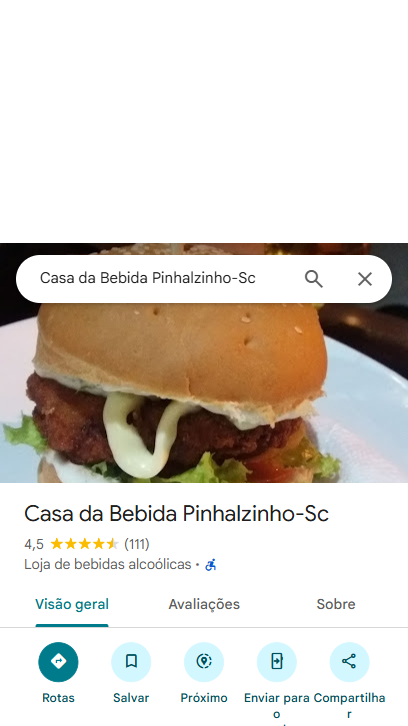 Casa da Bebida Pinhalzinho-Sc
Casa da Bebida Pinhalzinho-Sc
4,5 (111)
Loja de bebidas alcoólicas ·
Visão geral Avaliações Sobre
Rotas Salvar Próximo Enviar para o Compartilhar